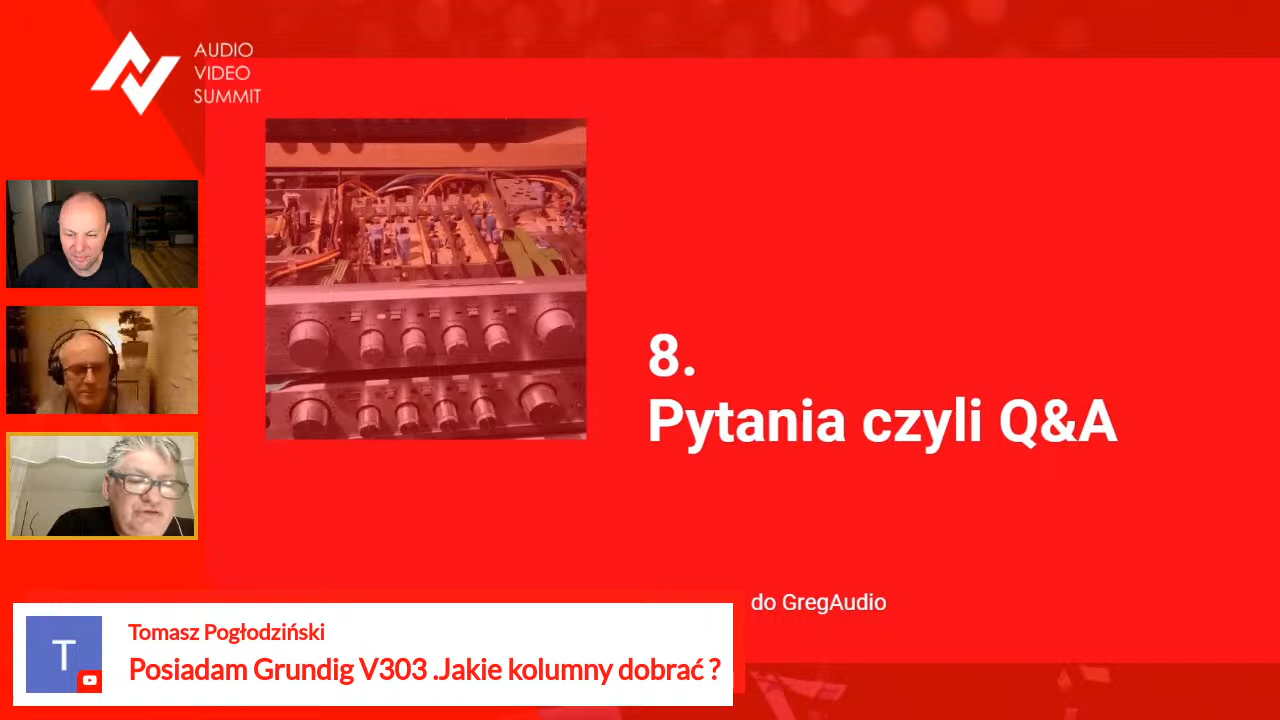 AUDIO
VIDEO
SUMMIT
8.
Pytania czyli Q&A
do GregAudio
T
Tomasz Pogłodziński
Posiadam Grundig V303 .Jakie kolumny dobrać ?